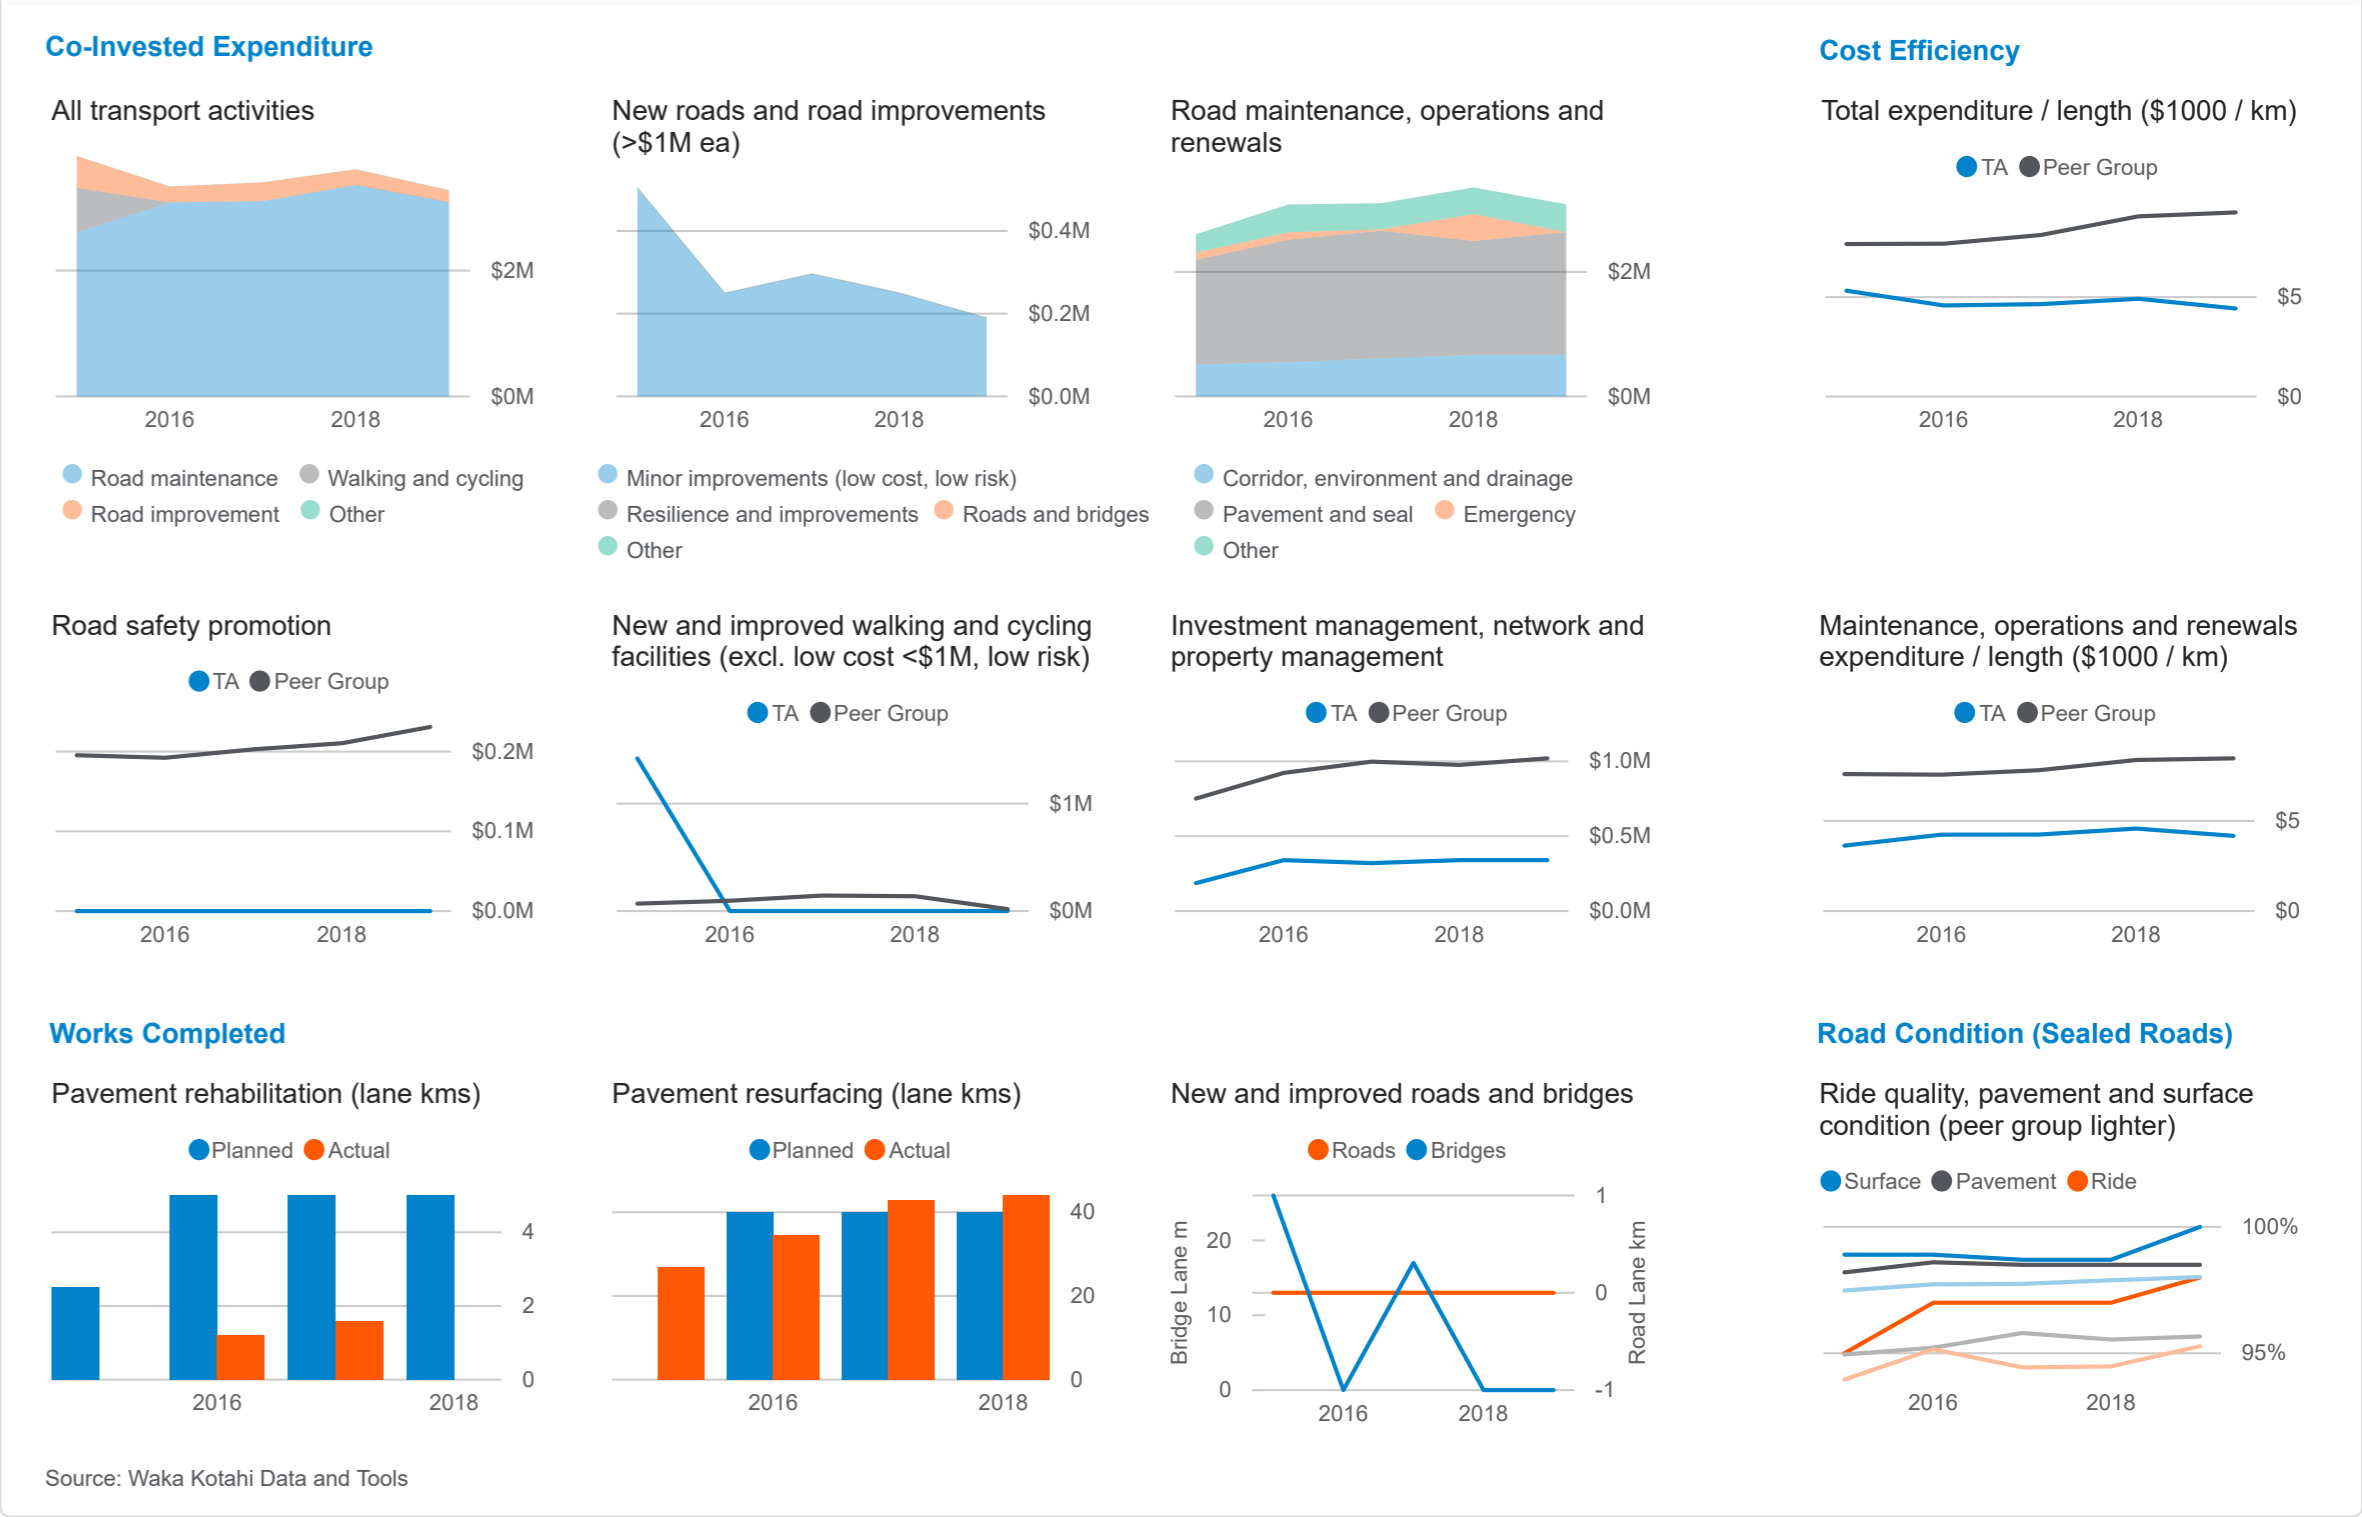 Co-Invested Expenditure
Cost Efficiency
All transport activities
$2M
$0M
2016 2018
Road maintenance Walking and cycling
Road improvement Other
New roads and road improvements
(>$1M ea)
$0.4M
$0.2M
$0.0M
2016 2018
Minor improvements (low cost, low risk)
Resilience and improvements Roads and bridges
Other
Road maintenance, operations and
renewals
$2M
$0M
2016 2018
Corridor, environment and drainage
Pavement and seal Emergency
Other
Total expenditure / length ($1000 / km)
TA Peer Group
$5
$0
2016 2018
Road safety promotion
TA Peer Group
$0.2M
$0.1M
$0.0M
2016 2018
New and improved walking and cycling
facilities (excl. low cost <$1M, low risk)
TA Peer Group
$1M
$0M
2016 2018
Investment management, network and
property management
TA Peer Group
$1.0M
$0.5M
$0.0M
2016 2018
Maintenance, operations and renewals
expenditure / length ($1000 / km)
TA Peer Group
$5
$0
2016 2018
Works Completed
Road Condition (Sealed Roads)
Pavement rehabilitation (lane kms)
Planned Actual
4
2
0
2016 2018
Pavement resurfacing (lane kms)
Planned Actual
40
20
0
2016 2018
New and improved roads and bridges
Roads Bridges
Bridge Lane m
20
10
0
1
0
-1
Road Lane km
2016 2018
Ride quality, pavement and surface
condition (peer group lighter)
Surface Pavement Ride
100%
95%
2016 2018
Source: Waka Kotahi Data and Tools